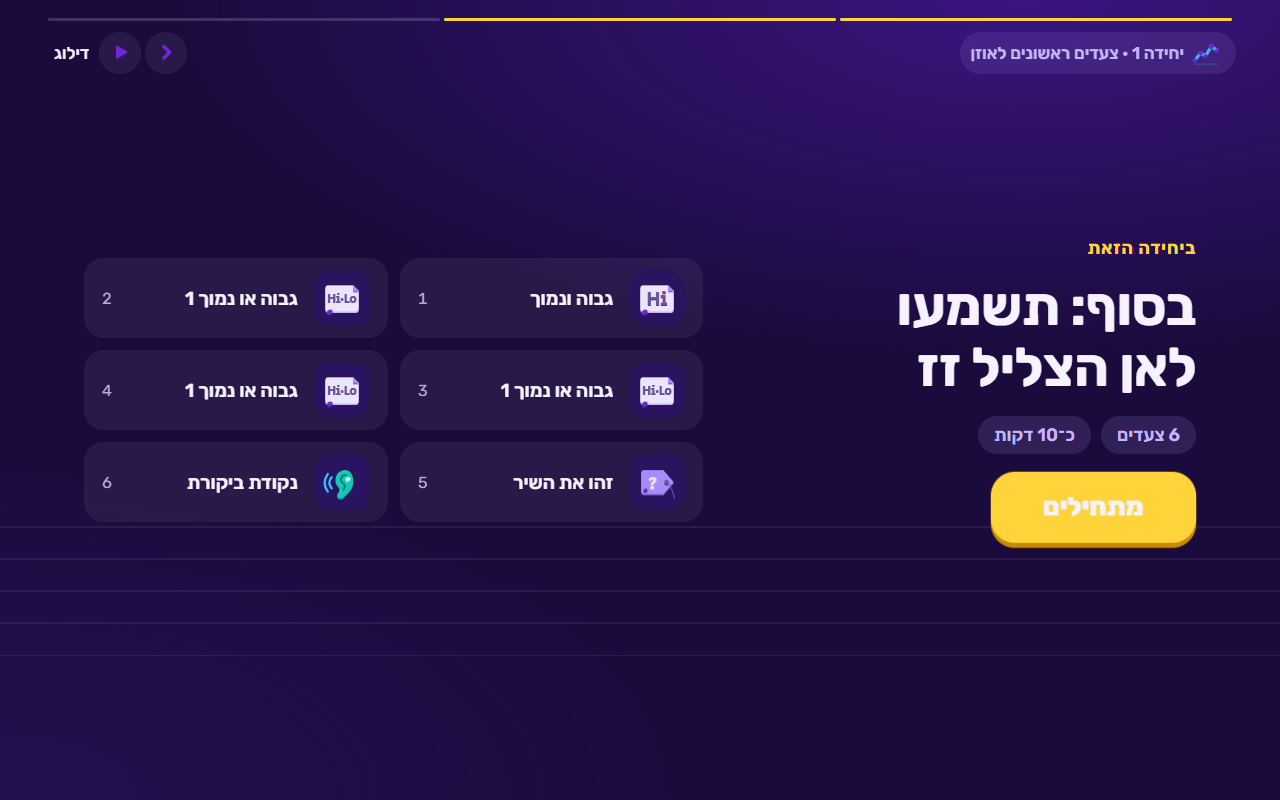 יחידה 1 • צעדים ראשונים לאוזן
דילוג
ביחידה הזאת
בסוף: תשמעו
לאן הצליל זז
6 צעדים
כ־10 דקות
מתחילים
Hi
גבוה ונמוך
1
Hi-Lo
גבוה או נמוך 1
2
Hi-Lo
גבוה או נמוך 1
3
Hi-Lo
גבוה או נמוך 1
4
?
זהו את השיר
5
נקודת ביקורת
6